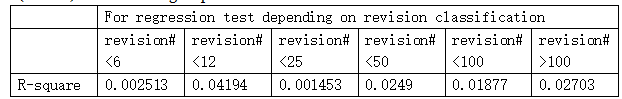 For regression test depending on revision classification
revision# <6 revision# <12 revision# <25 revision# <50 revision# <100 revision# >100
R-square 0.002513 0.04194 0.001453 0.0249 0.01877 0.02703